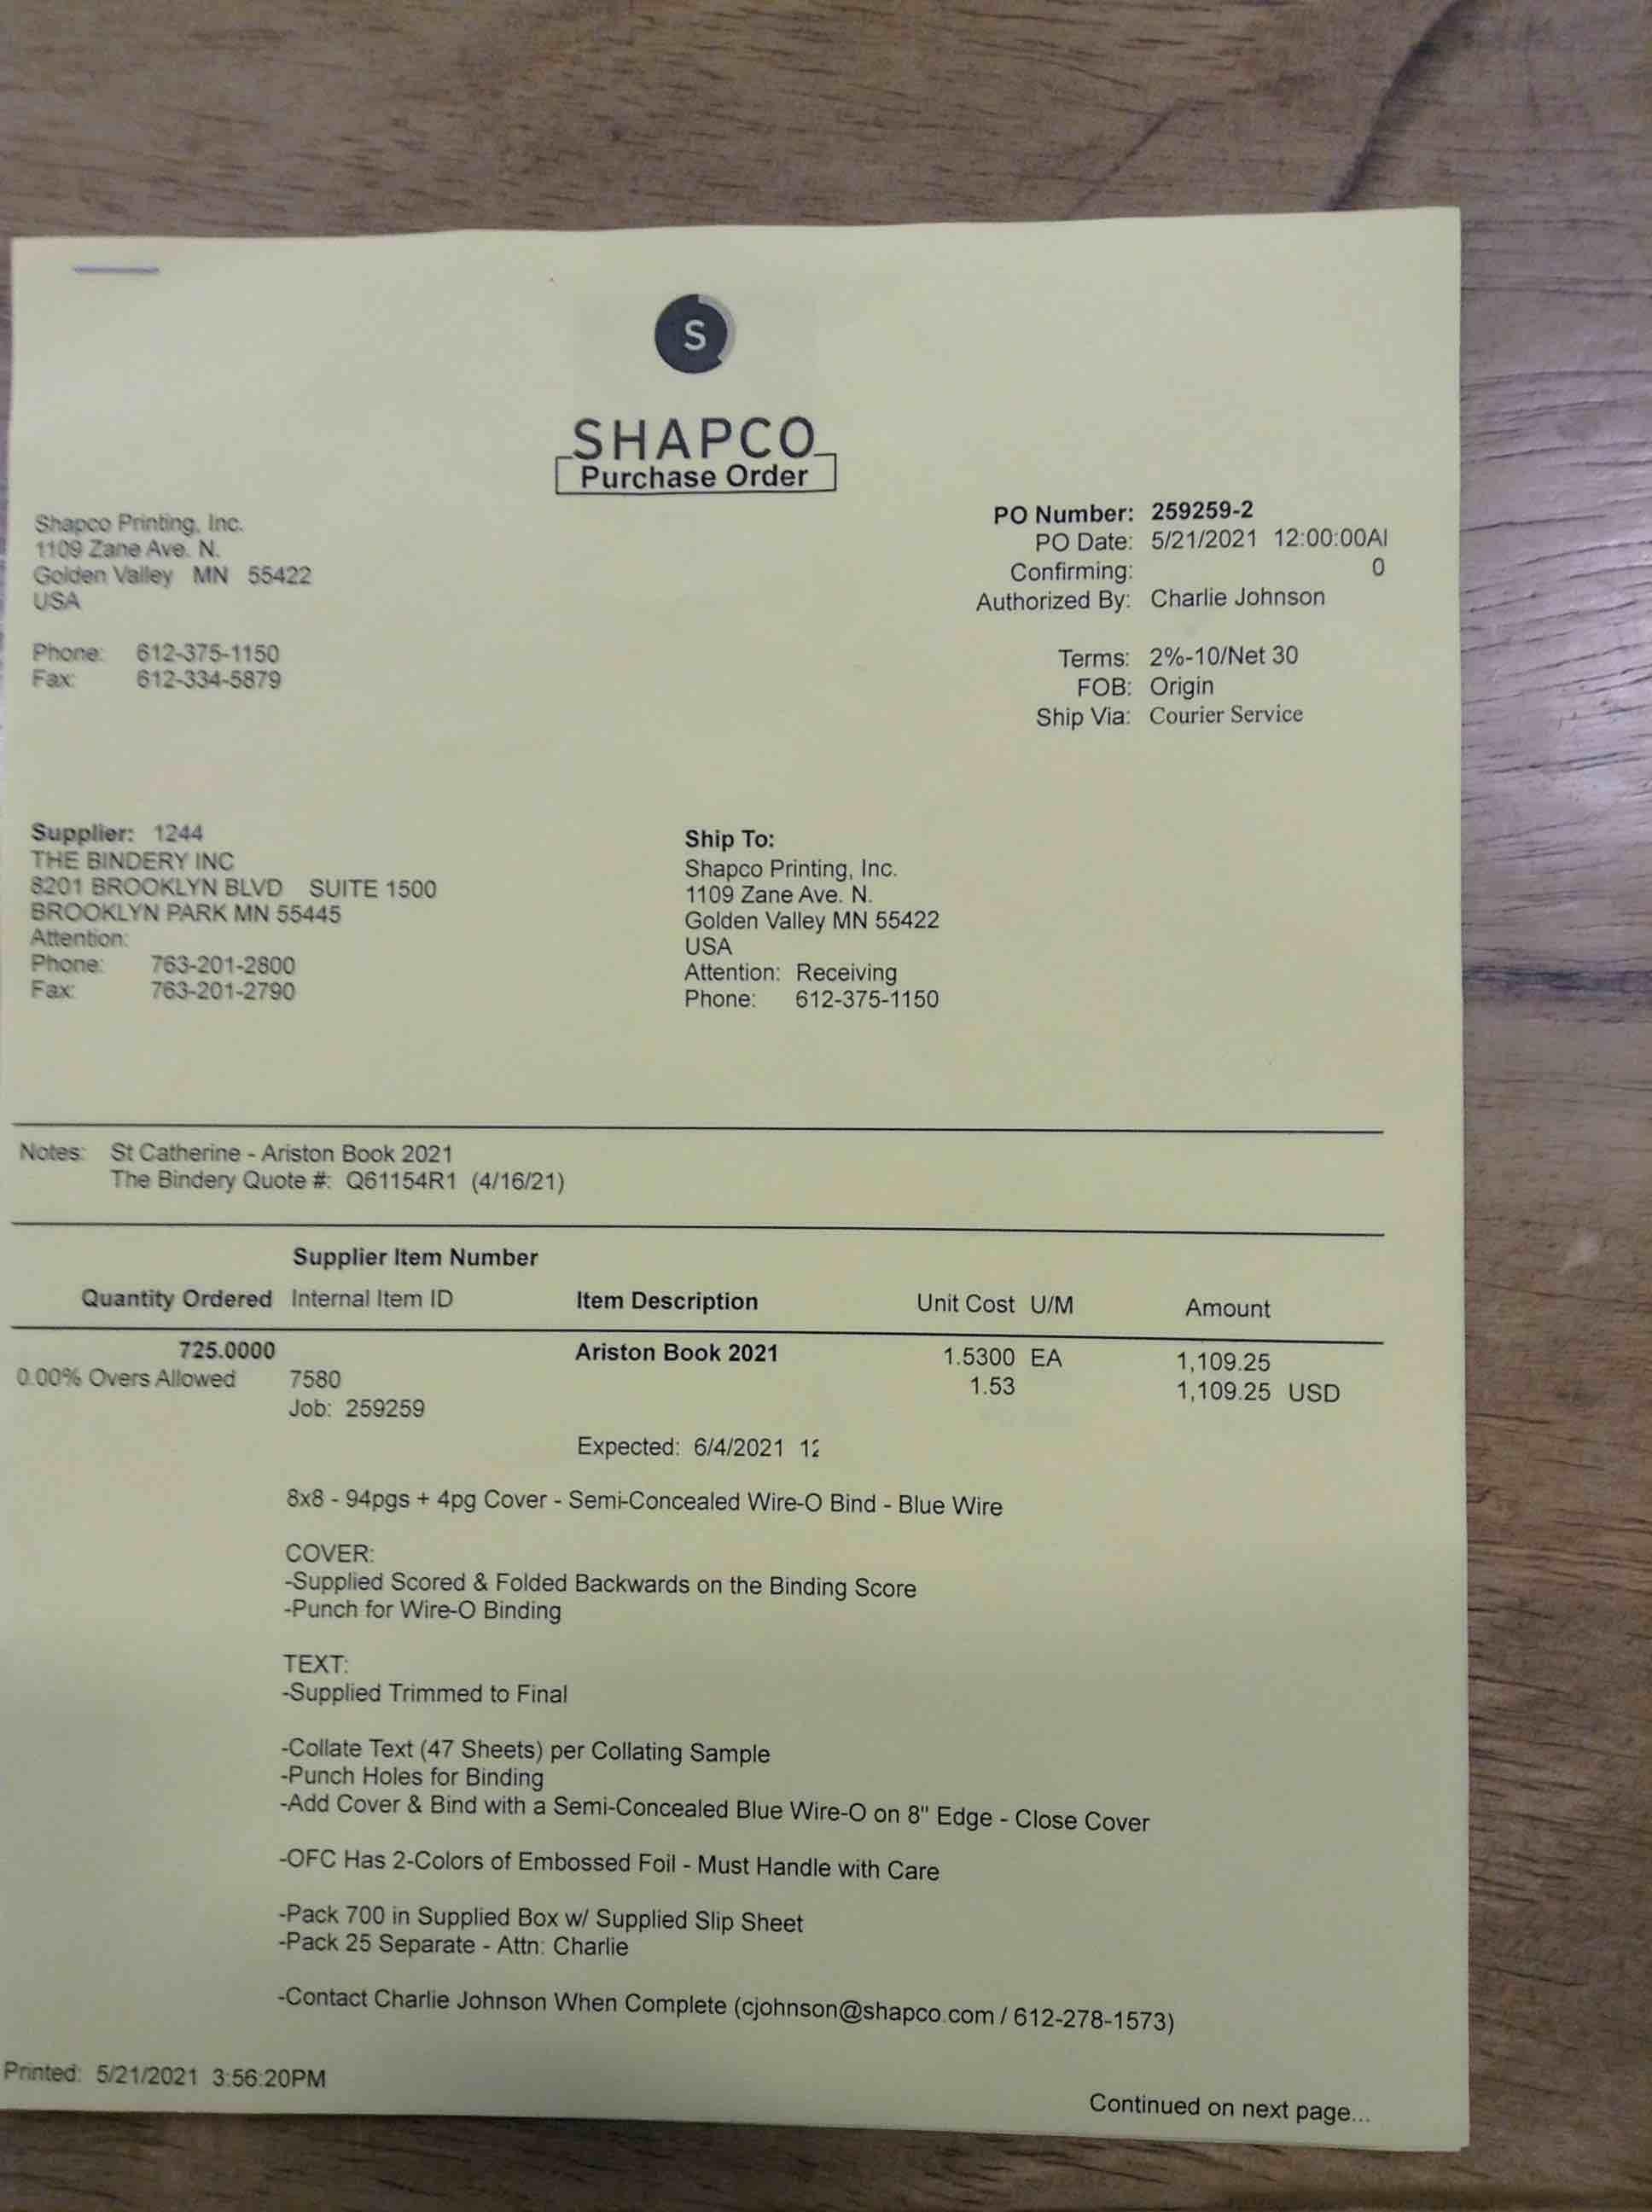 S
SHAPCO
Purchase Order
Shapco Printing, Inc.
1109 Zane Ave. N.
Golden Valley MN 55422
USA
Phone: 612-375-1150
Fax: 612-334-5879
PO Number: 259259-2
PO Date: 5/21/2021 12:00:00AI
Confirming: 0
Authorized By: Charlie Johnson
Terms: 2%-10/Net 30
FOB: Origin
Ship Via: Courier Service
Supplier: 1244
THE BINDERY INC
8201 BROOKLYN BLVD SUITE 1500
BROOKLYN PARK MN 55445
Attention:
Phone: 763-201-2800
Fax: 763-201-2790
Ship To:
Shapco Printing, Inc.
1109 Zane Ave. N.
Golden Valley MN 55422
USA
Attention: Receiving
Phone: 612-375-1150
Notes: St Catherine - Ariston Book 2021
The Bindery Quote #: Q61154R1 (4/16/21)
Supplier Item Number
Quantity Ordered Internal Item ID Item Description Unit Cost U/M Amount
725.0000 Ariston Book 2021 1.5300 EA 1,109.25
0.00% Overs Allowed 7580 1.53 1,109.25 USD
Job: 259259
Expected: 6/4/2021 12
8x8 - 94pgs + 4pg Cover - Semi-Concealed Wire-O Bind - Blue Wire
COVER:
-Supplied Scored & Folded Backwards on the Binding Score
-Punch for Wire-O Binding
TEXT:
-Supplied Trimmed to Final
-Collate Text (47 Sheets) per Collating Sample
-Punch Holes for Binding
-Add Cover & Bind with a Semi-Concealed Blue Wire-O on 8" Edge - Close Cover
-OFC Has 2-Colors of Embossed Foil - Must Handle with Care
-Pack 700 in Supplied Box w/ Supplied Slip Sheet
-Pack 25 Separate - Attn: Charlie
-Contact Charlie Johnson When Complete (cjohnson@shapco.com / 612-278-1573)
Printed: 5/21/2021 3:56:20PM
Continued on next page...